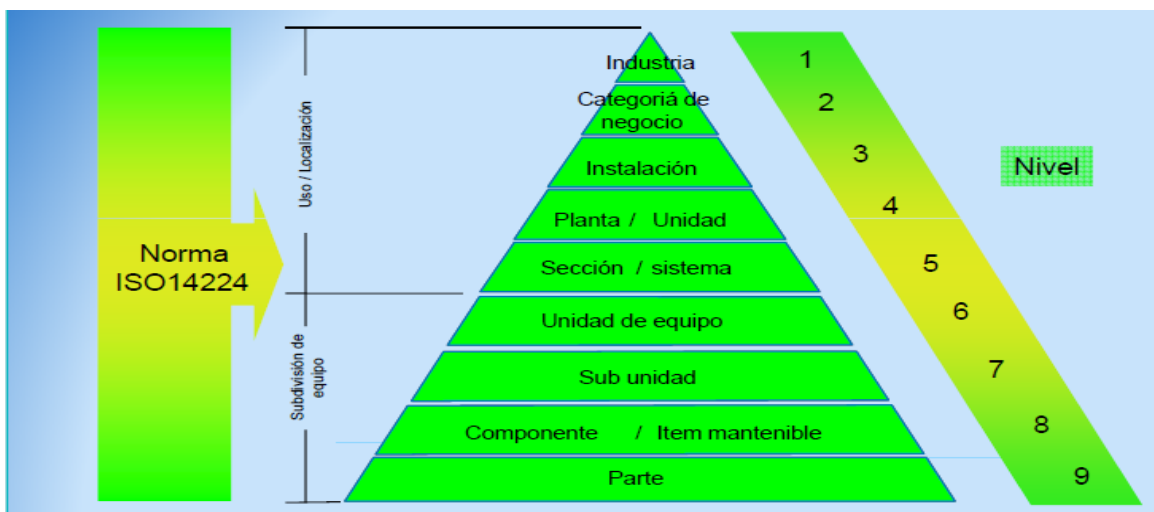 Norma
ISO14224
Uso / Localización
Subdivisión de
equipo
Industria
Categoriá de
negocio
Instalación
Planta / Unidad
Sección / sistema
Unidad de equipo
Sub unidad
Componente / Item mantenible
Parte
1
2
3
4
5
6
7
8
9
Nivel